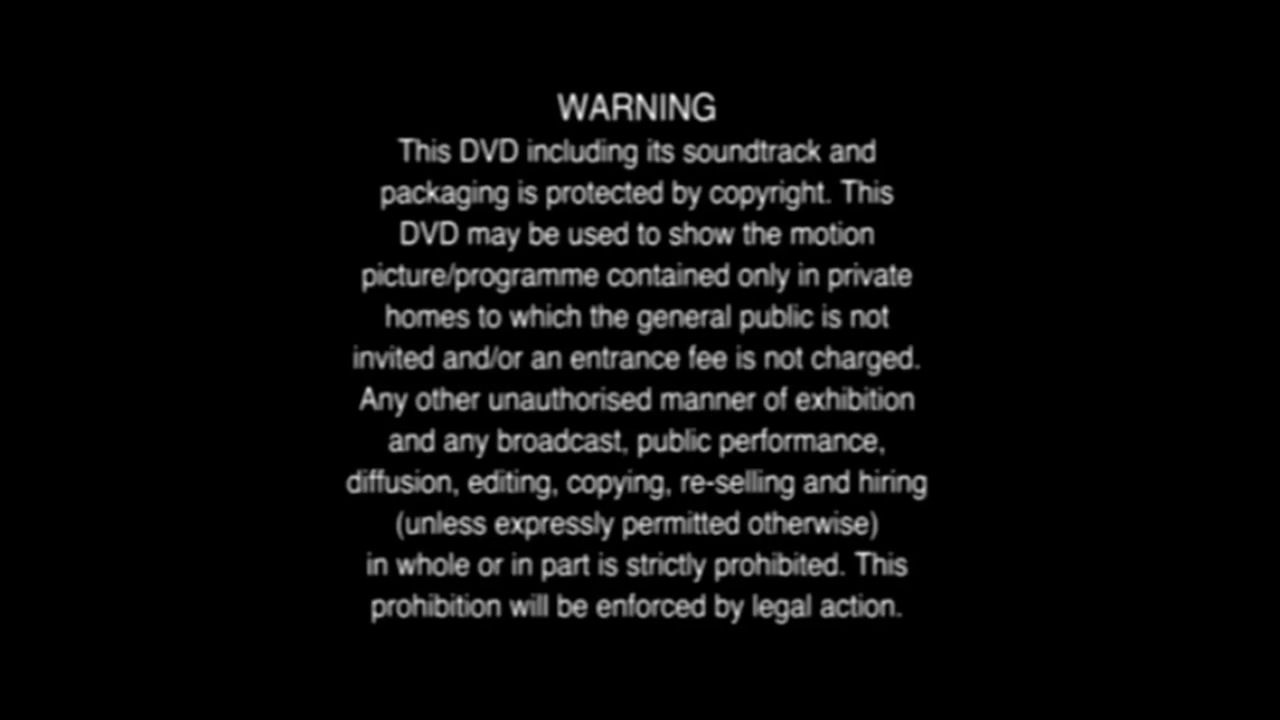 WARNING
This DVD including its soundtrack and
packaging is protected by copyright. This
DVD may be used to show the motion
picture/programme contained only in private
homes to which the general public is not
invited and/or an entrance fee is not charged.
Any other unauthorised manner of exhibition
and any broadcast, public performance,
diffusion, editing, copying, re-selling and hiring
(unless expressly permitted otherwise)
in whole or in part is strictly prohibited. This
prohibition will be enforced by legal action.